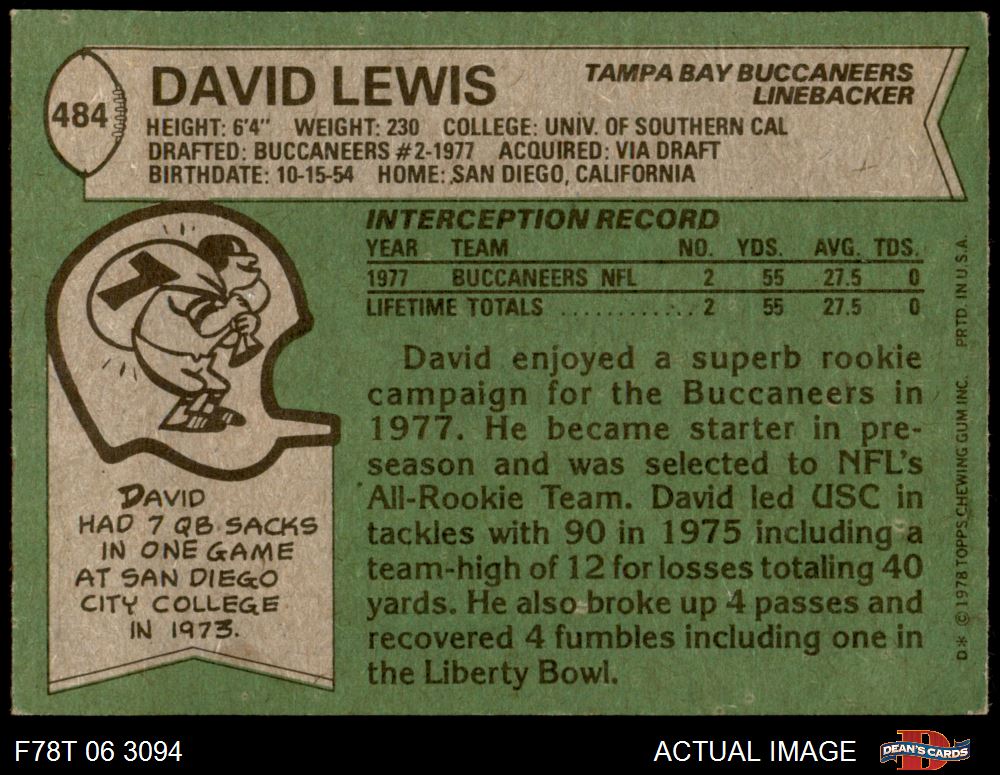 484
DAVID LEWIS
TAMPA BAY BUCCANEERS
LINEBACKER
HEIGHT: 6'4" WEIGHT: 230 COLLEGE: UNIV. OF SOUTHERN CAL
DRAFTED: BUCCANEERS #2-1977 ACQUIRED: VIA DRAFT
BIRTHDATE: 10-15-54 HOME: SAN DIEGO, CALIFORNIA
INTERCEPTION RECORD
YEAR TEAM NO. YDS. AVG. TDS.
1977 BUCCANEERS NFL 2 55 27.5 0
LIFETIME TOTALS ............ 2 55 27.5 0
David enjoyed a superb rookie
campaign for the Buccaneers in
1977. He became starter in pre-
season and was selected to NFL's
All-Rookie Team. David led USC in
tackles with 90 in 1975 including a
team-high of 12 for losses totaling 40
yards. He also broke up 4 passes and
recovered 4 fumbles including one in
the Liberty Bowl.
7
DAVID
HAD 7 QB SACKS
IN ONE GAME
AT SAN DIEGO
CITY COLLEGE
IN 1973.
D* © 1978 TOPPS CHEWING GUM INC. PRTD. IN U.S.A.
F78T 06 3094
ACTUAL IMAGE
D
DEAN'S CARDS